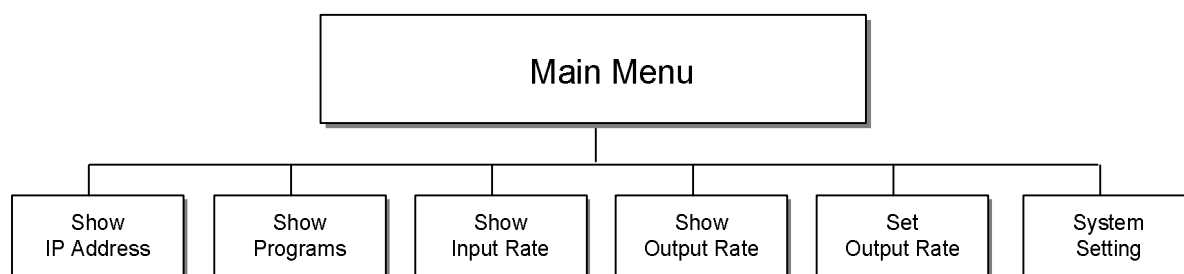 Main Menu
Show
IP Address
Show
Programs
Show
Input Rate
Show
Output Rate
Set
Output Rate
System
Setting